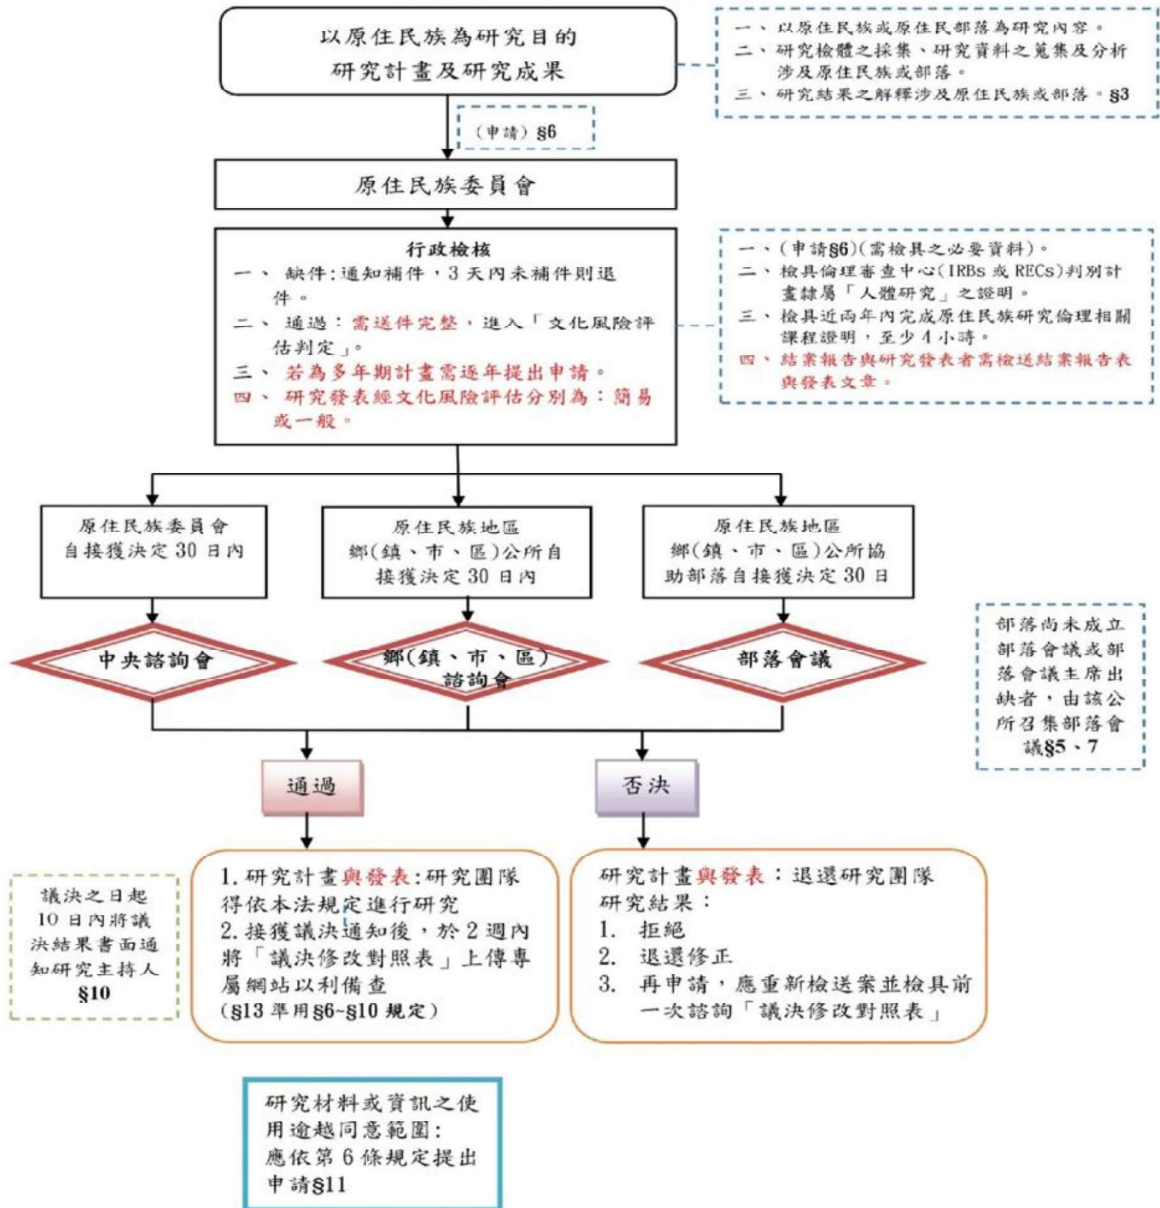 以原住民族為研究目的
研究計畫及研究成果
一、以原住民族或原住民部落為研究內容。
二、研究檢體之採集、研究資料之蒐集及分析
涉及原住民族或部落。
三、研究結果之解釋涉及原住民族或部落。§3
(申請) §6
原住民族委員會
行政檢核
一、 缺件:通知補件，3 天內未補件則退
件。
二、 通過：需送件完整，進入「文化風險評
估判定」。
三、 若為多年期計畫需逐年提出申請。
四、 研究發表經文化風險評估分別為：簡易
或一般。
一、(申請§6)(需檢具之必要資料)。
二、檢具倫理審查中心(IRBs 或 RECs)判別計
畫隸屬「人體研究」之證明。
三、檢具近兩年內完成原住民族研究倫理相關
課程證明，至少 4 小時。
四、結案報告與研究發表者需檢送結案報告表
與發表文章。
原住民族委員會
自接獲決定 30 日內
原住民族地區
鄉(鎮、市、區)公所自
接獲決定 30 日內
原住民族地區
鄉(鎮、市、區)公所協
助部落自接獲決定 30 日
中央諮詢會
鄉(鎮、市、區)
諮詢會
部落會議
部落尚未成立
部落會議或部
落會議主席出
缺者，由該公
所召集部落會
議§5、7
通過
否決
議決之日起
10 日內將議
決結果書面通
知研究主持人
§10
1.研究計畫與發表:研究團隊
得依本法規定進行研究
2.接獲議決通知後，於 2 週內
將「議決修改對照表」上傳專
屬網站以利備查
(§13 準用§6~§10 規定)
研究計畫與發表：退還研究團隊
研究結果：
1. 拒絕
2. 退還修正
3. 再申請，應重新檢送案並檢具前
一次諮詢「議決修改對照表」
研究材料或資訊之使
用逾越同意範圍:
應依第 6 條規定提出
申請§11